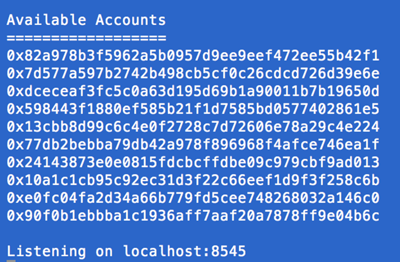 Available Accounts
==================
0x82a978b3f5962a5b0957d9ee9eef472ee55b42f1
0x7d577a597b2742b498cb5cf0c26cdcd726d39e6e
0xdceceaf3fc5c0a63d195d69b1a90011b7b19650d
0x598443f1880ef585b21f1d7585bd0577402861e5
0x13cbb8d99c6c4e0f2728c7d72606e78a29c4e224
0x77db2bebba79db42a978f896968f4afce746ea1f
0x24143873e0e0815fdcbcffdbe09c979cbf9ad013
0x10a1c1cb95c92ec31d3f22c66eef1d9f3f258c6b
0xe0fc04fa2d34a66b779fd5cee748268032a146c0
0x90f0b1ebbba1c1936aff7aaf20a7878ff9e04b6c
Listening on localhost:8545